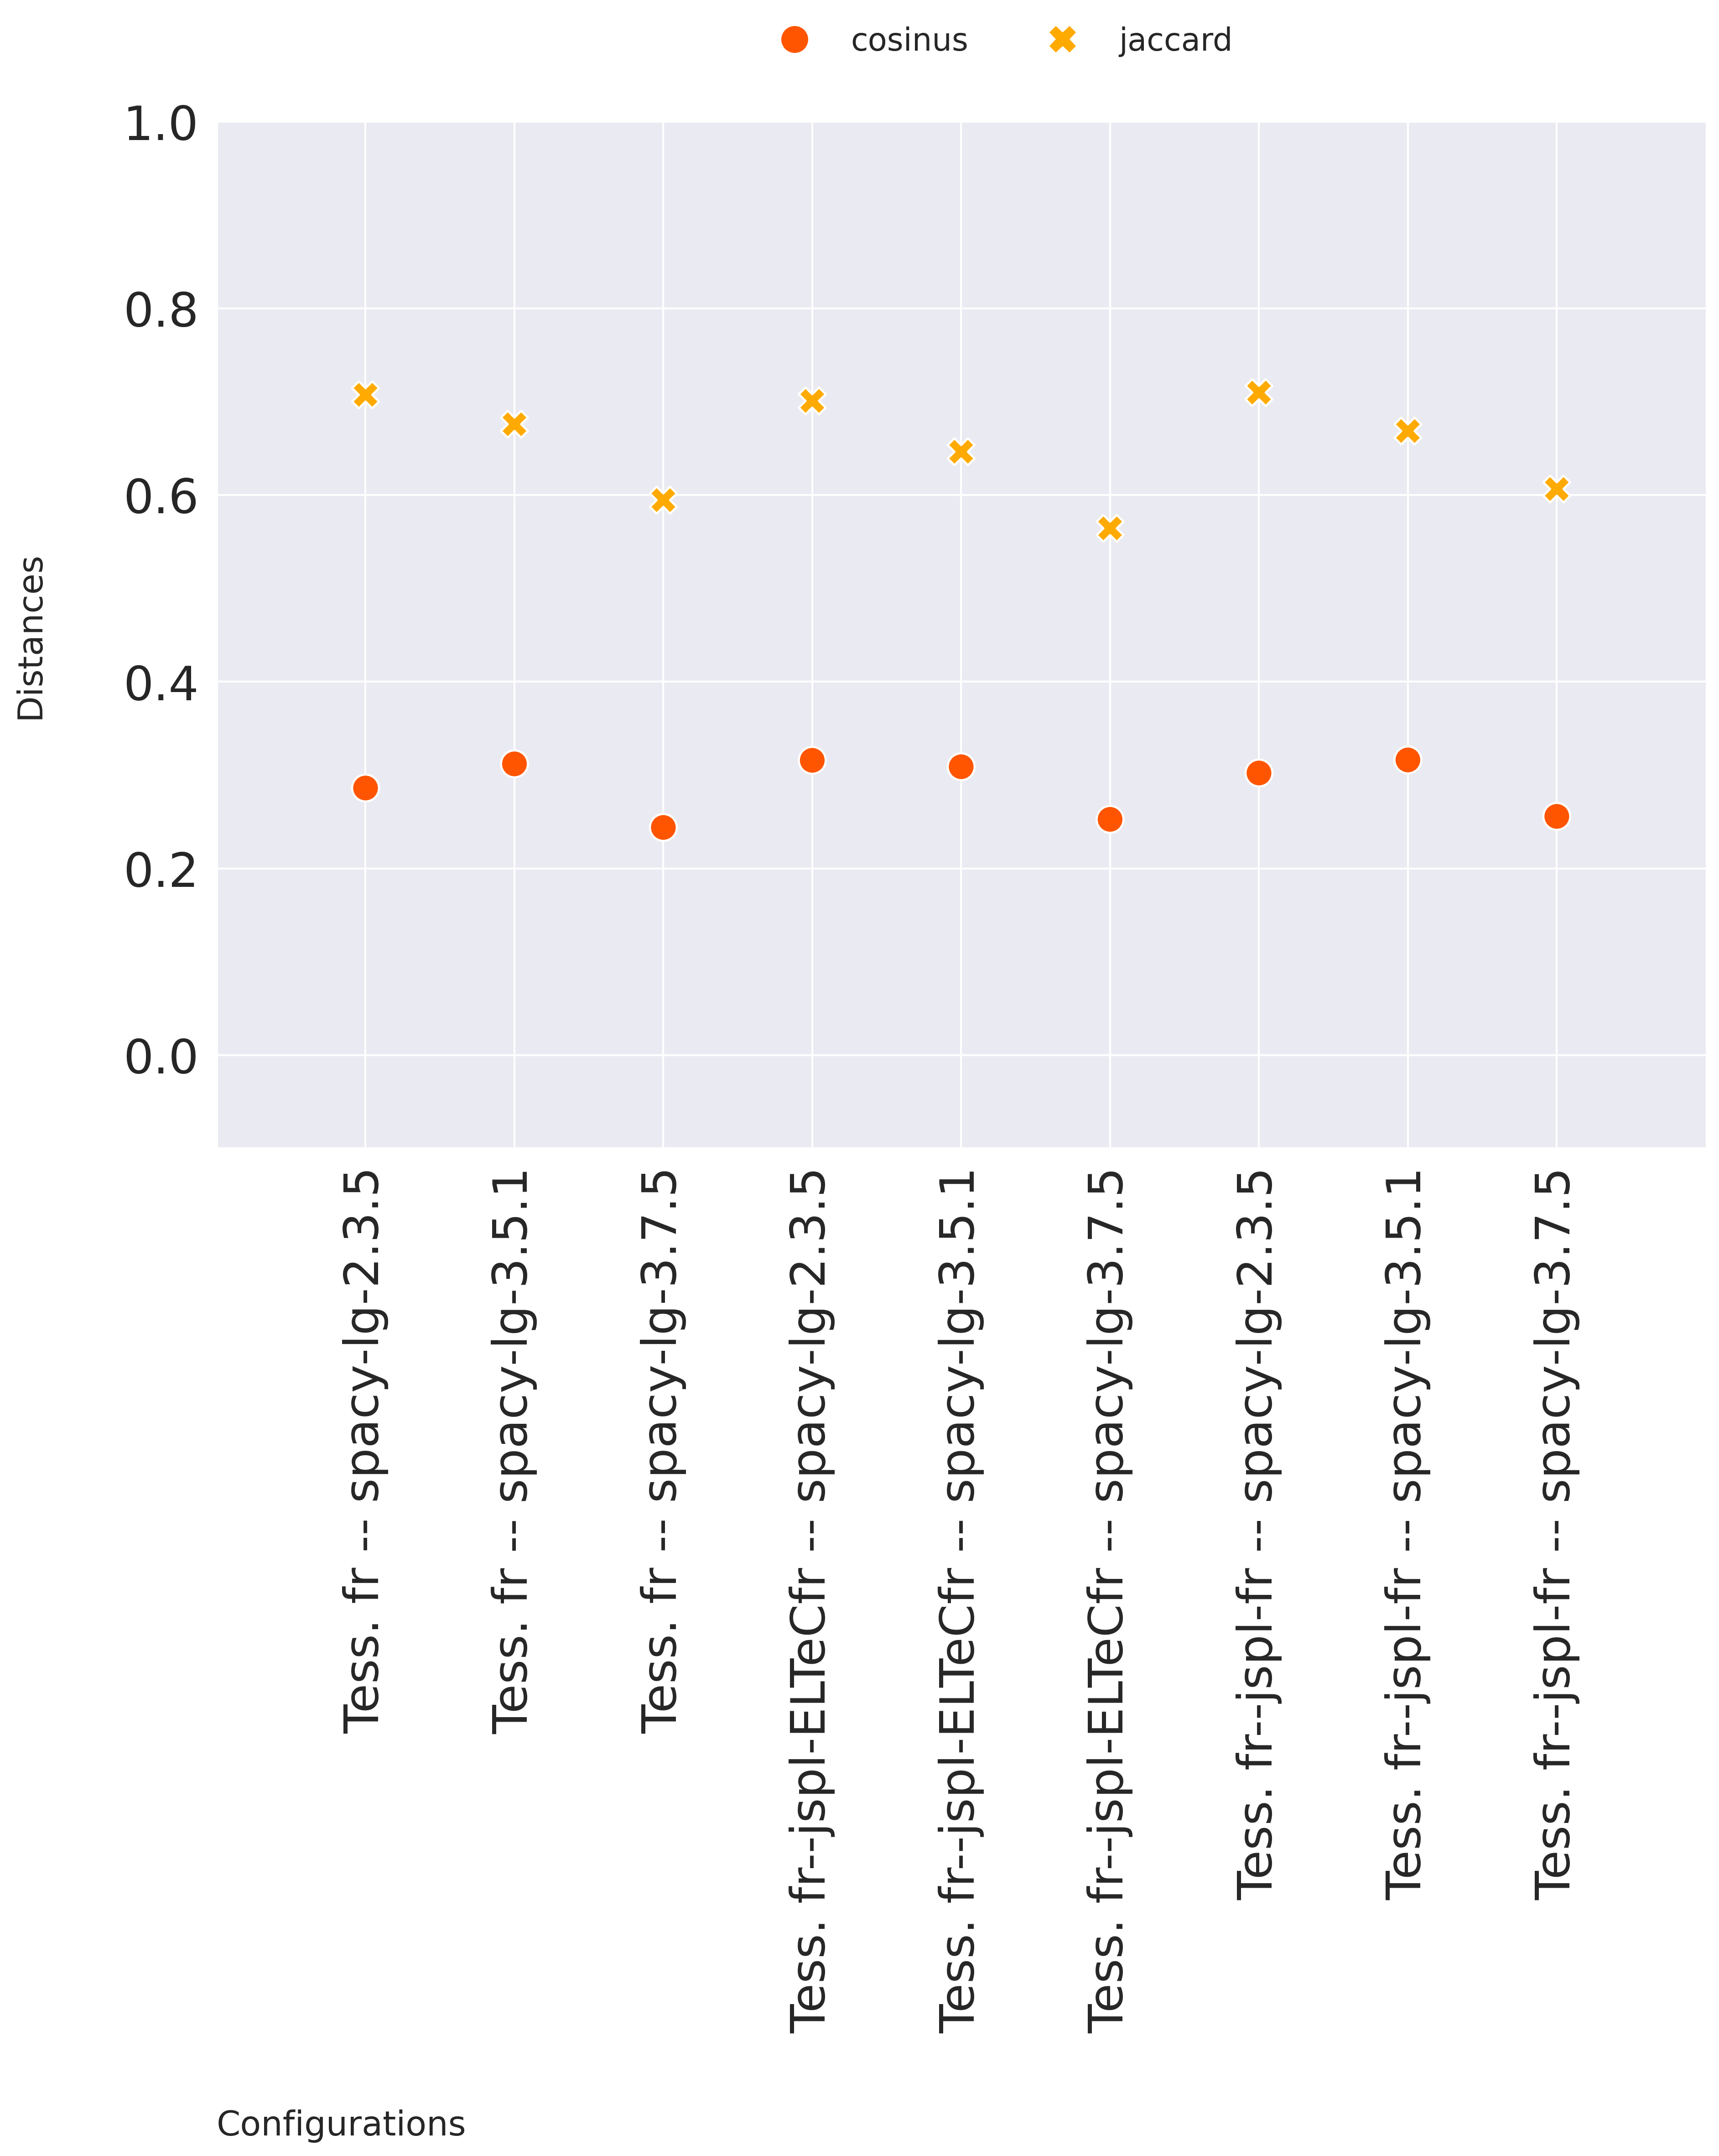 cosinus jaccard
1.0
0.8
0.6
0.4
0.2
0.0
Distances
Tess. fr -- spacy-lg-2.3.5
Tess. fr -- spacy-lg-3.5.1
Tess. fr -- spacy-lg-3.7.5
Tess. fr--jspl-ELTeCfr -- spacy-lg-2.3.5
Tess. fr--jspl-ELTeCfr -- spacy-lg-3.5.1
Tess. fr--jspl-ELTeCfr -- spacy-lg-3.7.5
Tess. fr--jspl-fr -- spacy-lg-2.3.5
Tess. fr--jspl-fr -- spacy-lg-3.5.1
Tess. fr--jspl-fr -- spacy-lg-3.7.5
Configurations